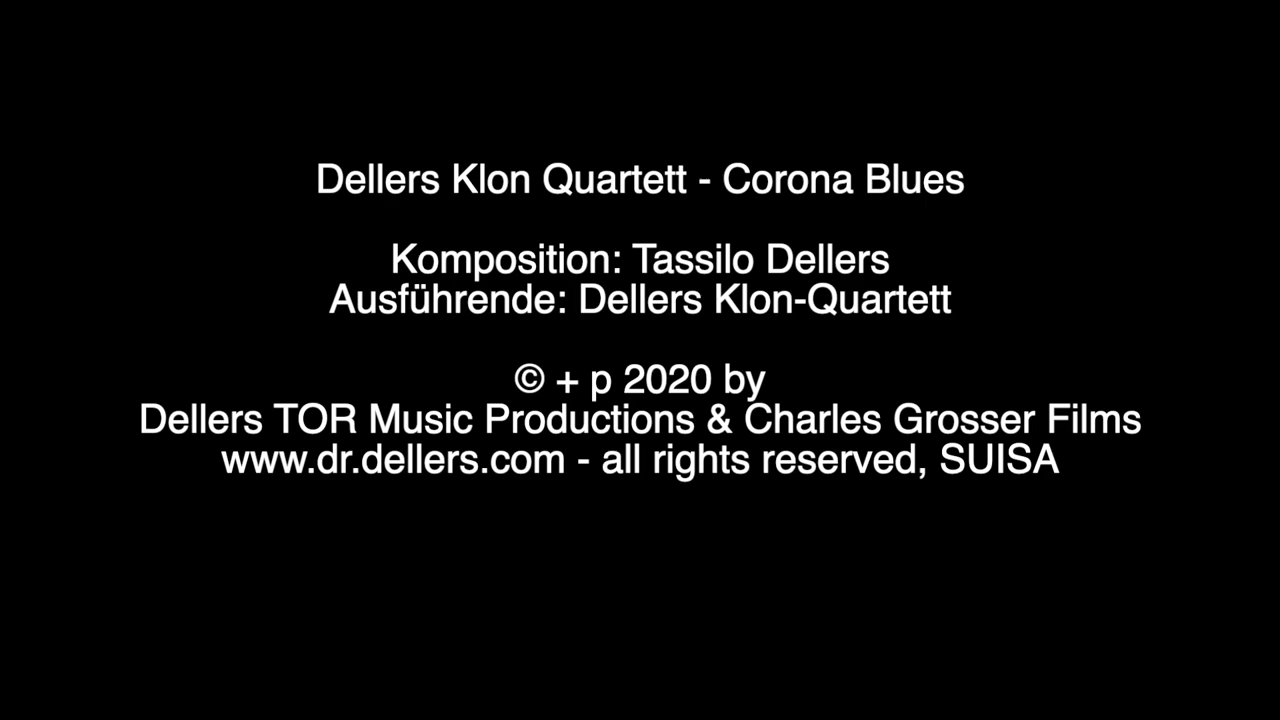 Dellers Klon Quartett - Corona Blues
Komposition: Tassilo Dellers
Ausführende: Dellers Klon-Quartett
© + p 2020 by
Dellers TOR Music Productions & Charles Grosser Films
www.dr.dellers.com - all rights reserved, SUISA